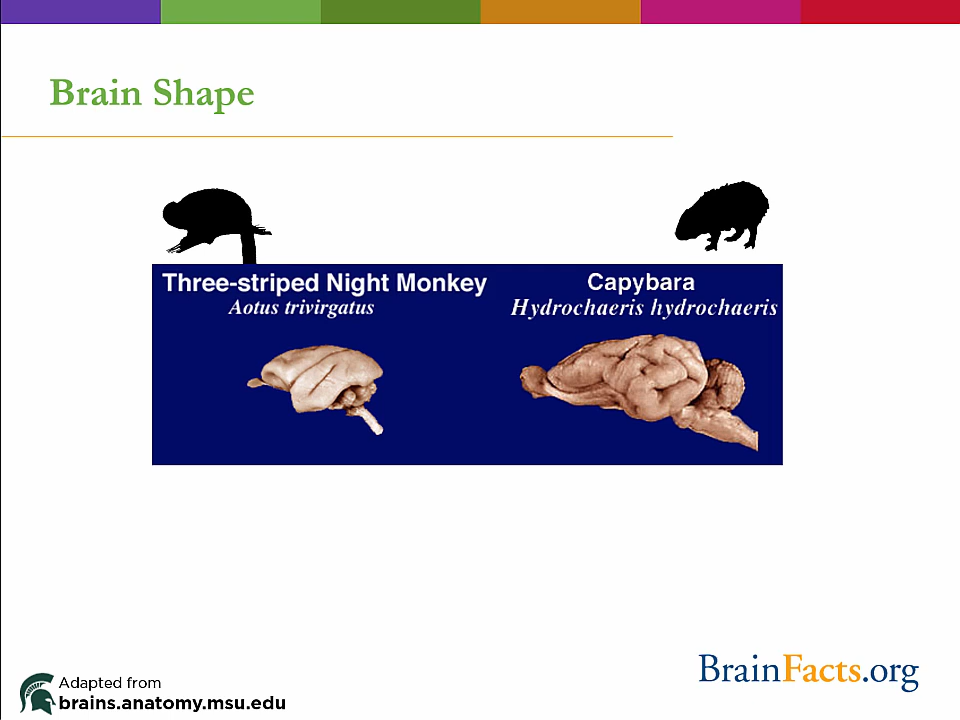 Brain Shape
Three-striped Night Monkey
Aotus trivirgatus
Capybara
Hydrochaeris hydrochaeris
Adapted from
brains.anatomy.msu.edu
BrainFacts.org